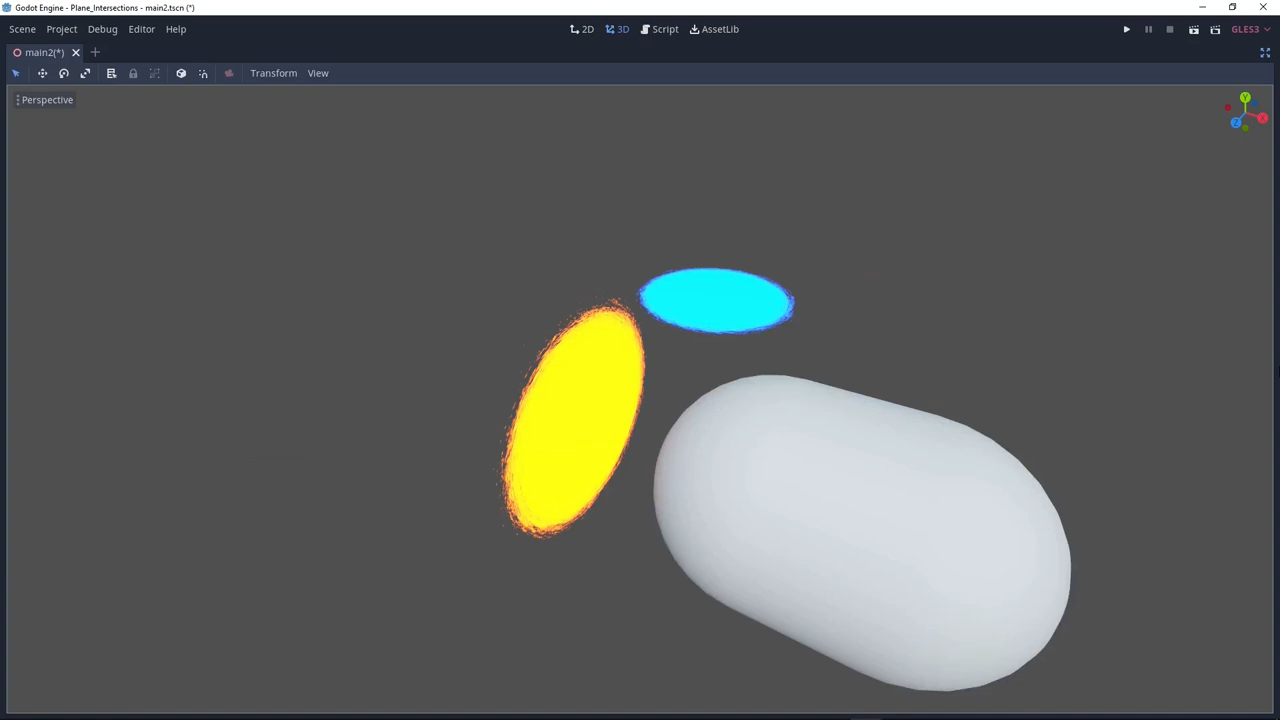 Godot Engine - Plane_Intersections - main2.tscn (*)
Scene Project Debug Editor Help
2D 3D Script AssetLib
GLES3
main2(*)
Transform View
Perspective
Y
X
Z